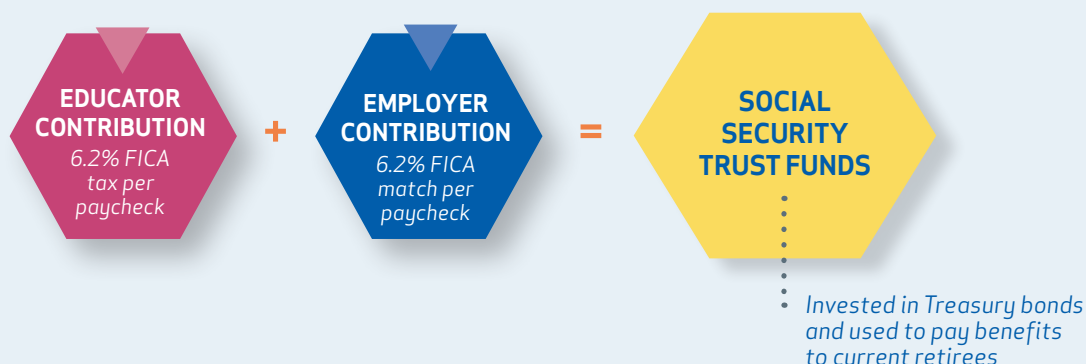 EDUCATOR
CONTRIBUTION
6.2% FICA
tax per
paycheck
+
EMPLOYER
CONTRIBUTION
6.2% FICA
match per
paycheck
=
SOCIAL
SECURITY
TRUST FUNDS
Invested in Treasury bonds
and used to pay benefits
to current retirees